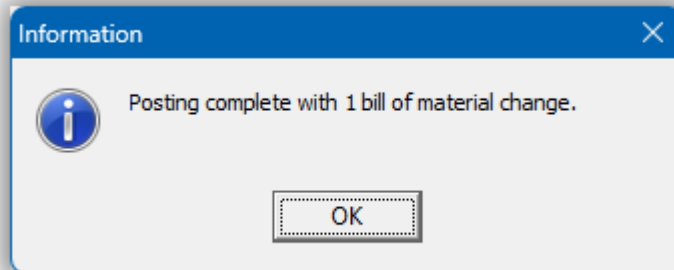 Information
Posting complete with 1 bill of material change.
OK